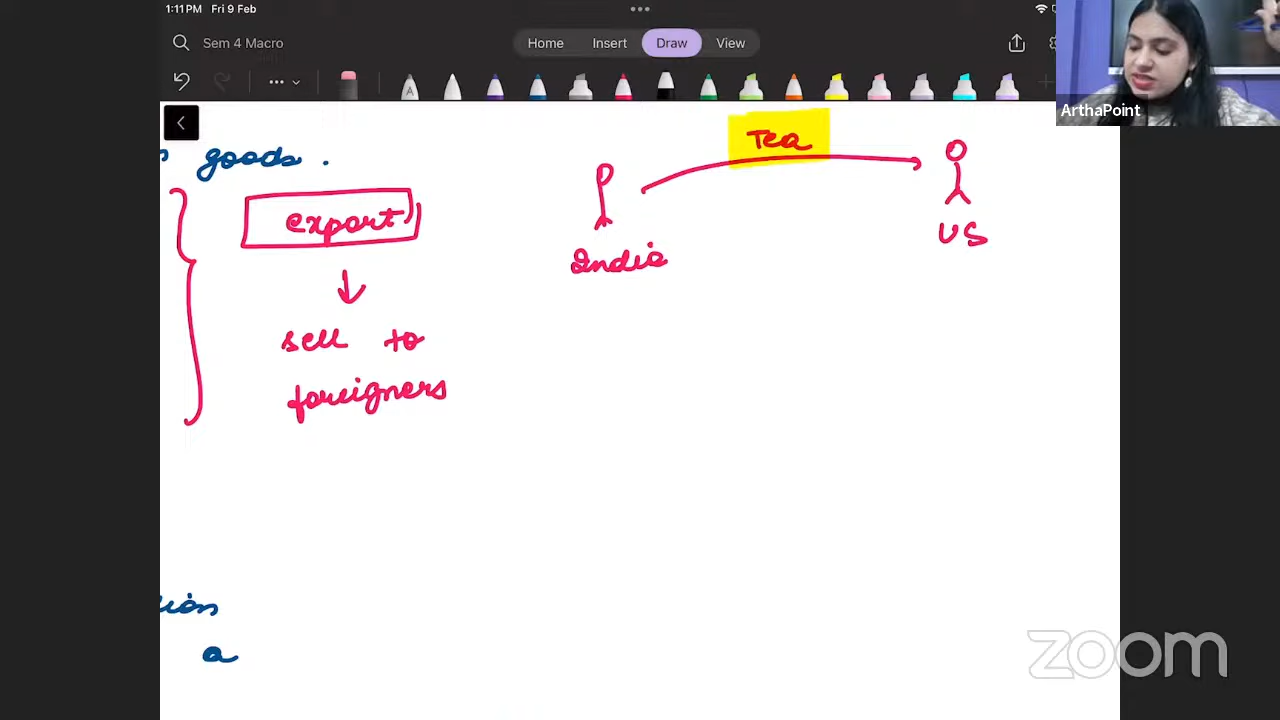 1:11 PM Fri 9 Feb
Sem 4 Macro
Home Insert Draw View
ArthaPoint
goods.
Tea
export
India
US
↓
sell to
foreigners
a
zoom